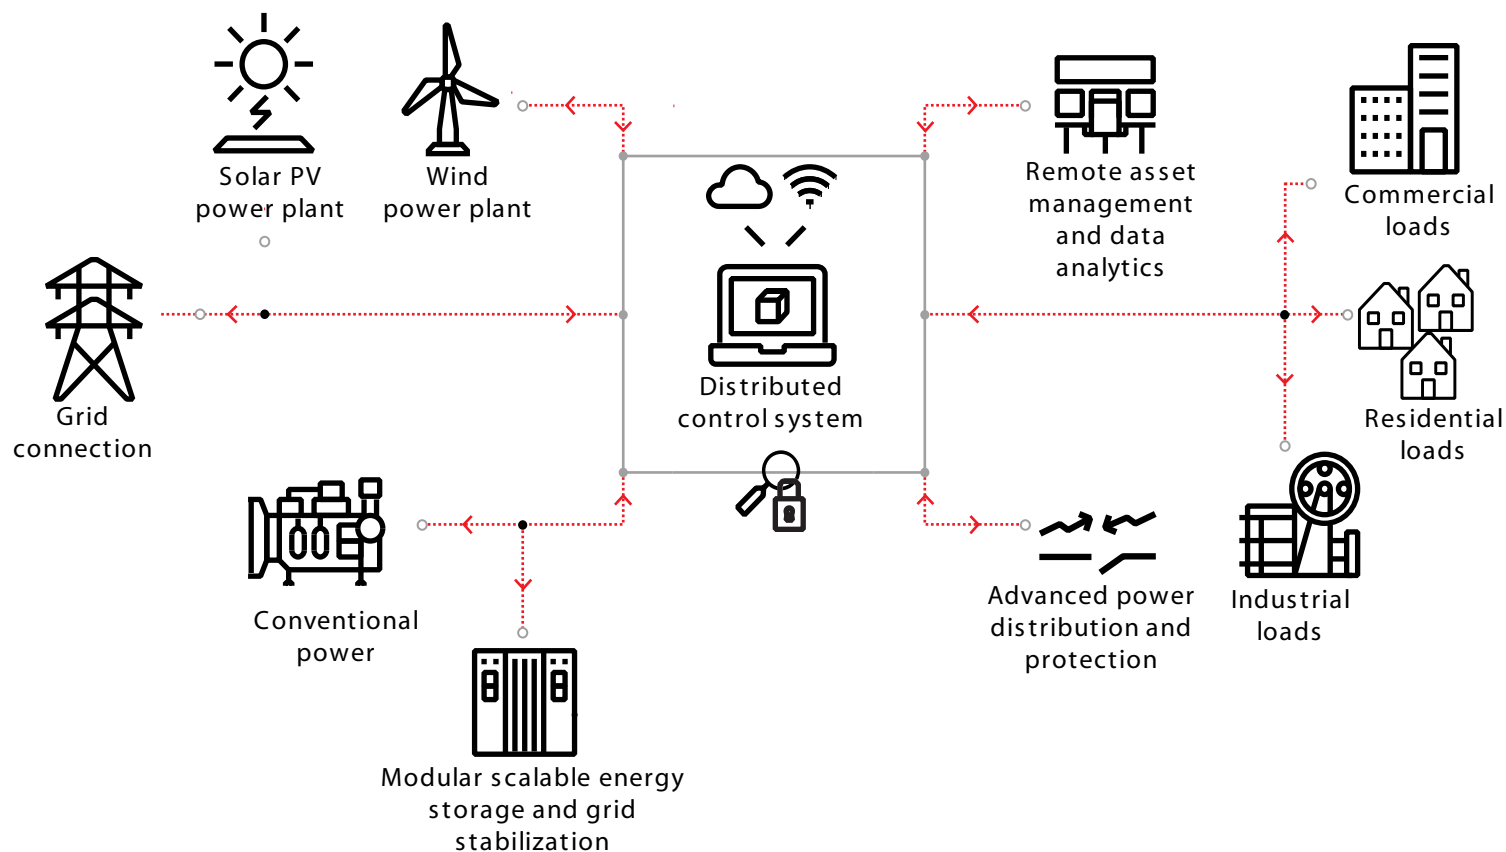 Solar PV
power plant
Wind
power plant
Remote asset
management
and data
analytics
Commercial
loads
Grid
connection
Distributed
control system
Residential
loads
Conventional
power
Advanced power
distribution and
protection
Industrial
loads
Modular scalable energy
storage and grid
stabilization